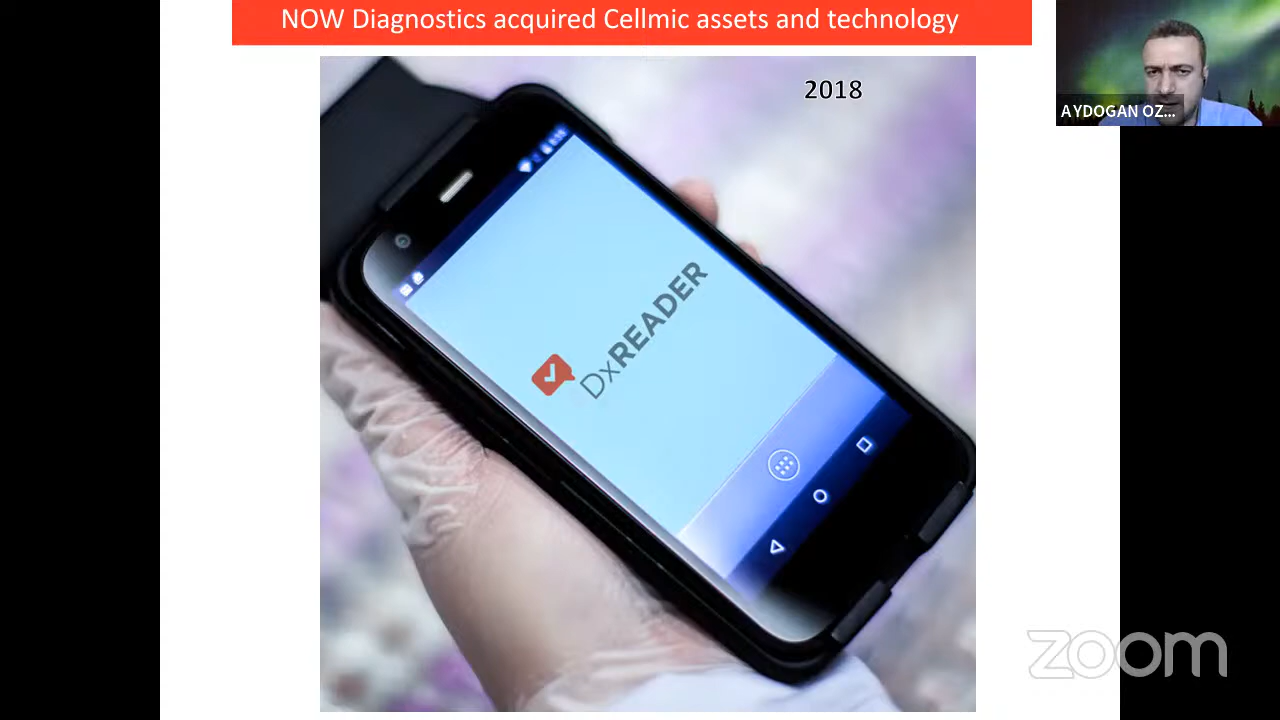 NOW Diagnostics acquired Cellmic assets and technology
2018
AYDOGAN OZ...
DxREADER
zoom